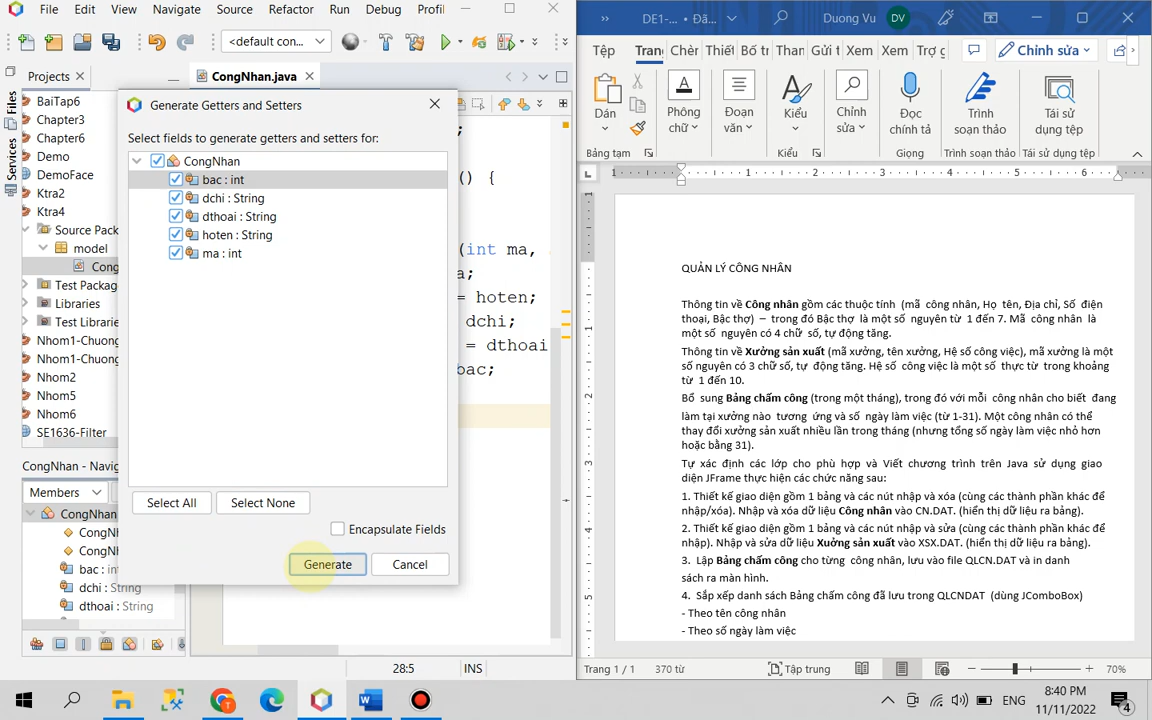 File Edit View Navigate Source Refactor Run Debug Profil
<default con...
Projects
CongNhan.java
Files
Services
BaiTap6
Chapter3
Chapter6
Demo
DemoFace
Ktra2
Ktra4
Source Pack
model
Cong
Test Package
Libraries
Test Librarie
Nhom1-Chuong
Nhom1-Chuong
Nhom2
Nhom5
Nhom6
SE1636-Filter
CongNhan - Navig
Members
CongNhan
CongNh
CongNh
bac : int
dchi : String
dthoai : String
Generate Getters and Setters
Select fields to generate getters and setters for:
CongNhan
bac : int
dchi : String
dthoai : String
hoten : String
ma : int
Select All
Select None
Encapsulate Fields
Generate
Cancel
;
() {
(int ma,
a;
= hoten;
dchi;
= dthoai
bac;
28:5
INS
DE1-... • Đã...
Duong Vu
DV
Tệp Trang Chèr Thiết Bố tr Than Gửi t Xem Xem Trợ ç
Chỉnh sửa
Dán
Phông chữ
Đoạn văn
Kiểu
Chỉnh sửa
Đọc chính tả
Trình soạn thảo
Tái sử dụng tệp
Bảng tạm
Kiểu
Giọng
Trình soạn thảo
Tái sử dụng tệp
1 1 2 3 4 5 6
QUẢN LÝ CÔNG NHÂN
Thông tin về Công nhân gồm các thuộc tính (mã công nhân, Họ tên, Địa chỉ, Số điện
thoại, Bậc thợ) – trong đó Bậc thợ là một số nguyên từ 1 đến 7. Mã công nhân là
một số nguyên có 4 chữ số, tự động tăng.
Thông tin về Xưởng sản xuất (mã xưởng, tên xưởng, Hệ số công việc), mã xưởng là một
số nguyên có 3 chữ số, tự động tăng. Hệ số công việc là một số thực từ trong khoảng
từ 1 đến 10.
Bổ sung Bảng chấm công (trong một tháng), trong đó với mỗi công nhân cho biết đang
làm tại xưởng nào tương ứng và số ngày làm việc (từ 1-31). Một công nhân có thể
thay đổi xưởng sản xuất nhiều lần trong tháng (nhưng tổng số ngày làm việc nhỏ hơn
hoặc bằng 31).
Tự xác định các lớp cho phù hợp và Viết chương trình trên Java sử dụng giao
diện JFrame thực hiện các chức năng sau:
1. Thiết kế giao diện gồm 1 bảng và các nút nhập và xóa (cùng các thành phần khác để
nhập/xóa). Nhập và xóa dữ liệu Công nhân vào CN.DAT. (hiển thị dữ liệu ra bảng).
2. Thiết kế giao diện gồm 1 bảng và các nút nhập và sửa (cùng các thành phần khác để
nhập). Nhập và sửa dữ liệu Xưởng sản xuất vào XSX.DAT. (hiển thị dữ liệu ra bảng).
3. Lập Bảng chấm công cho từng công nhân, lưu vào file QLCN.DAT và in danh
sách ra màn hình.
4. Sắp xếp danh sách Bảng chấm công đã lưu trong QLCNDAT (dùng JComboBox)
- Theo tên công nhân
- Theo số ngày làm việc
Trang 1 / 1
370 từ
Tập trung
70%
ENG
8:40 PM
11/11/2022
4